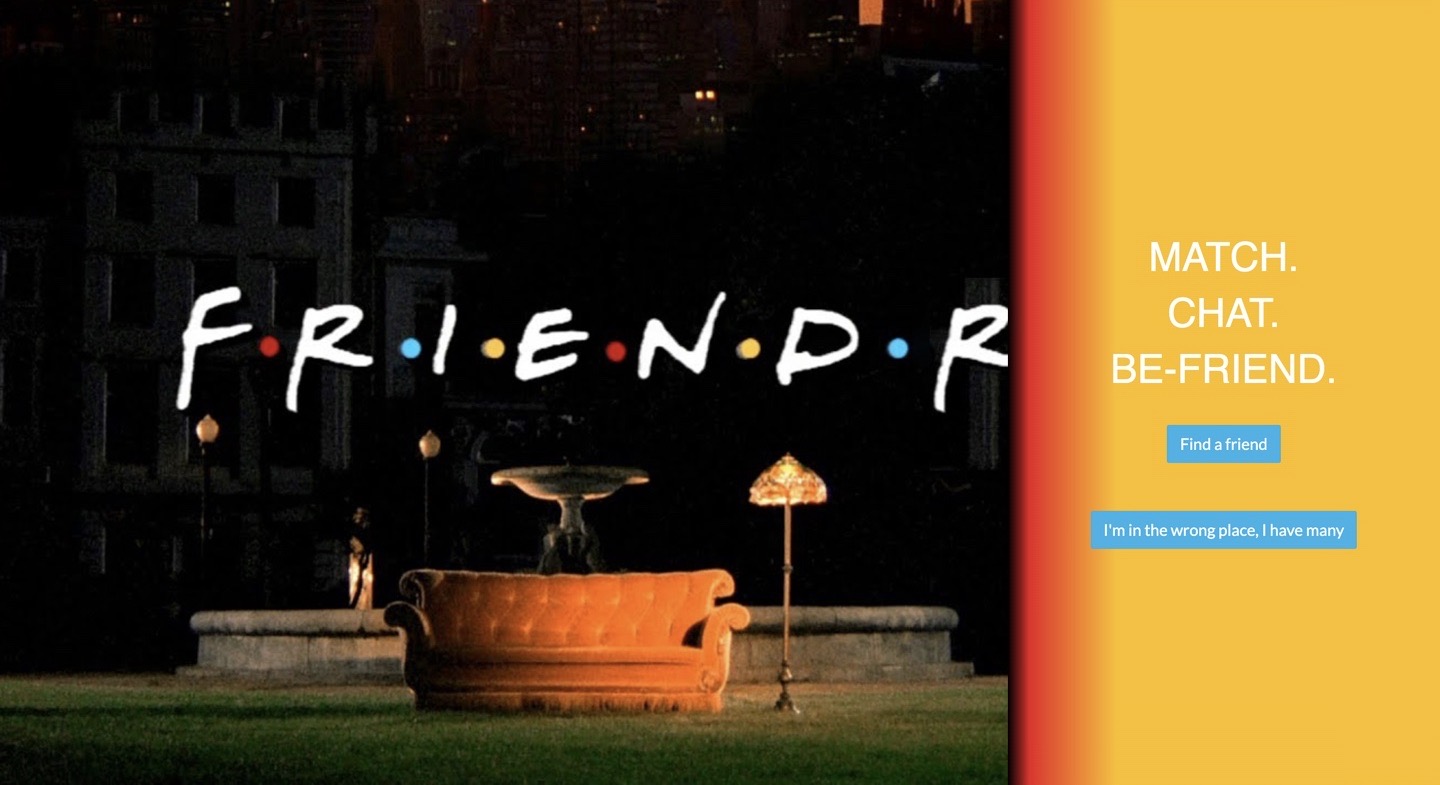 F·R·I·E·N·D·R
MATCH.
CHAT.
BE-FRIEND.
Find a friend
I'm in the wrong place, I have many